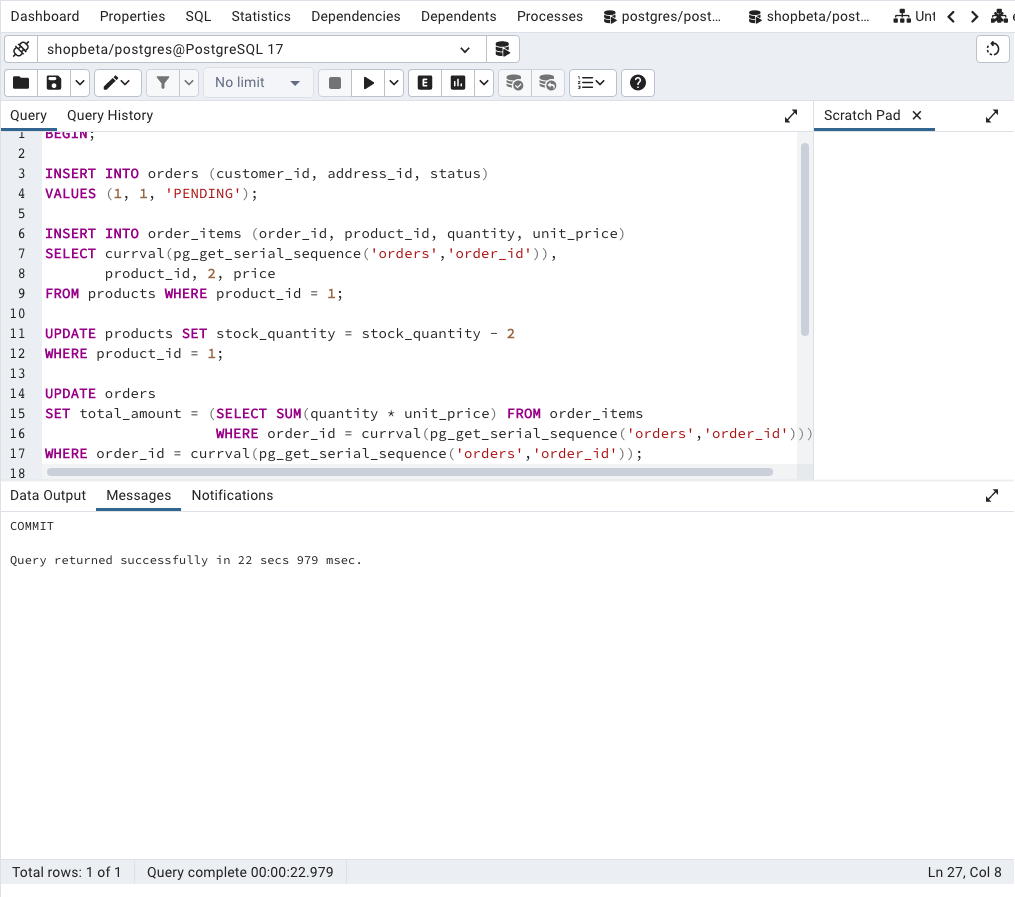 Dashboard Properties SQL Statistics Dependencies Dependents Processes postgres/post... shopbeta/post... Unt
shopbeta/postgres@PostgreSQL 17
No limit E
Query Query History Scratch Pad
1 BEGIN;
2
3 INSERT INTO orders (customer_id, address_id, status)
4 VALUES (1, 1, 'PENDING');
5
6 INSERT INTO order_items (order_id, product_id, quantity, unit_price)
7 SELECT currval(pg_get_serial_sequence('orders','order_id')),
8 product_id, 2, price
9 FROM products WHERE product_id = 1;
10
11 UPDATE products SET stock_quantity = stock_quantity - 2
12 WHERE product_id = 1;
13
14 UPDATE orders
15 SET total_amount = (SELECT SUM(quantity * unit_price) FROM order_items
16 WHERE order_id = currval(pg_get_serial_sequence('orders','order_id')))
17 WHERE order_id = currval(pg_get_serial_sequence('orders','order_id'));
18
Data Output Messages Notifications
COMMIT
Query returned successfully in 22 secs 979 msec.
Total rows: 1 of 1 Query complete 00:00:22.979 Ln 27, Col 8